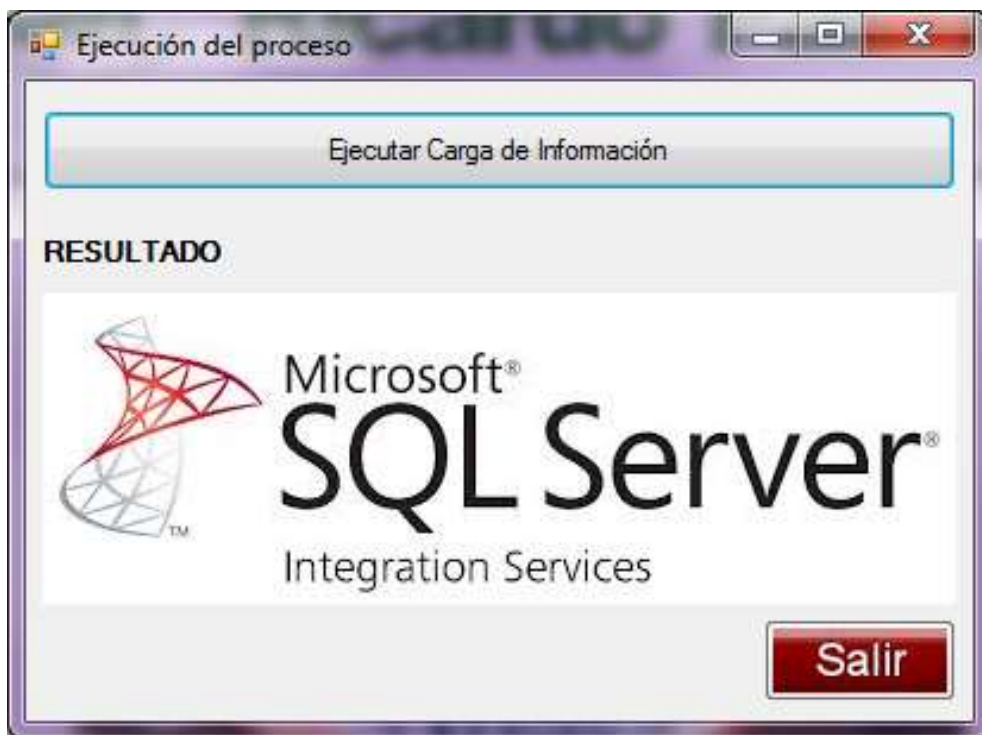 Ejecución del proceso
Ejecutar Carga de Información
RESULTADO
Microsoft®
SQL Server®
TM
Integration Services
Salir